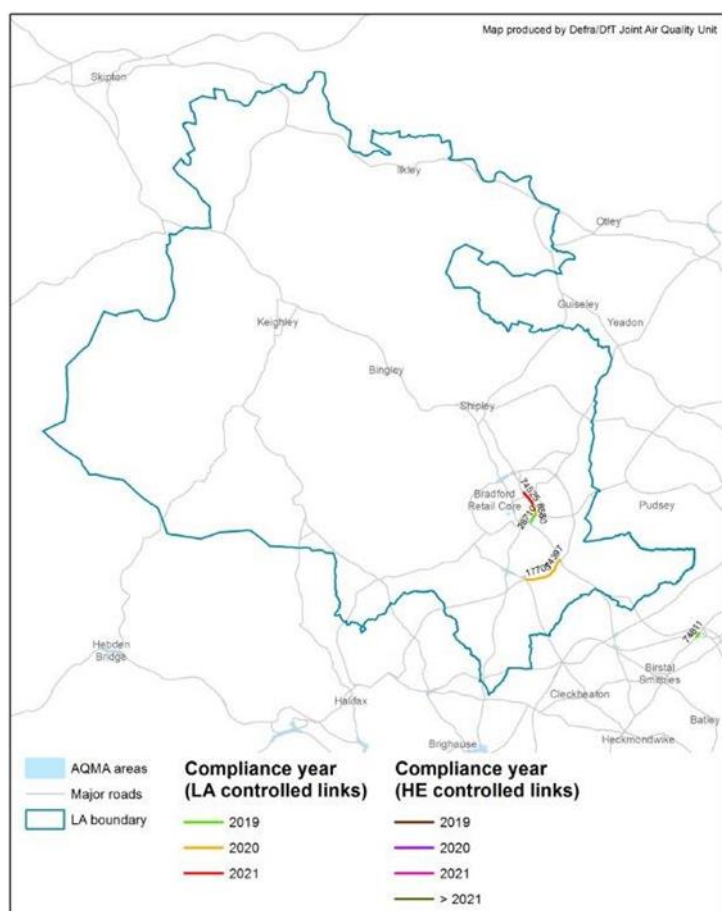 Map produced by Defra/DfT Joint Air Quality Unit
Skipton
Ilkley
Otley
Guiseley
Yeadon
Keighley
Bingley
Shipley
Bradford
Retail Core
Pudsey
74811
Hebden
Bridge
Birstal
Smithies
Cleckheaton
Halifax
Batley
Heckmondwike
Brighouse
AQMA areas
Major roads
LA boundary
Compliance year
(LA controlled links)
2019
2020
2021
Compliance year
(HE controlled links)
2019
2020
2021
> 2021